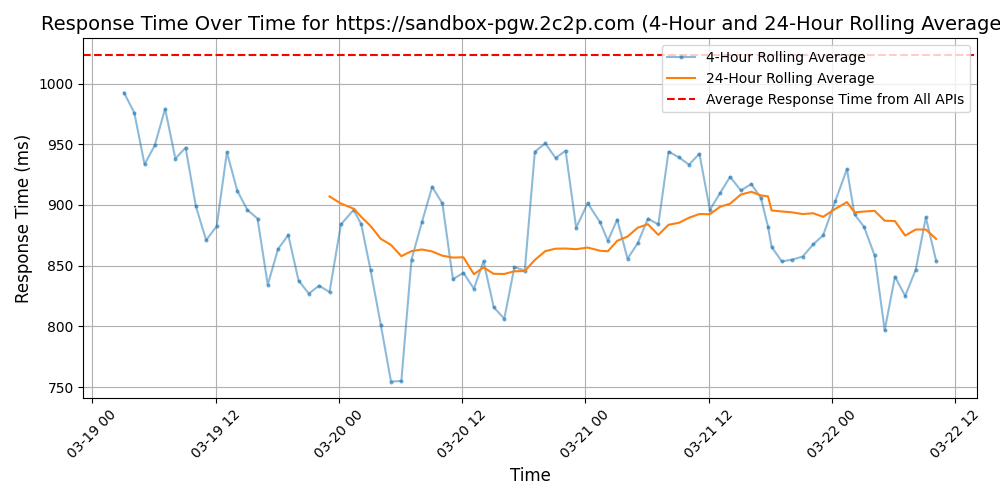 Response Time Over Time for https://sandbox-pgw.2c2p.com (4-Hour and 24-Hour Rolling Average
4-Hour Rolling Average
24-Hour Rolling Average
Average Response Time from All APIs
Response Time (ms)
1000
950
900
850
800
750
03-19 00
03-19 12
03-20 00
03-20 12
03-21 00
03-21 12
03-22 00
03-22 12
Time